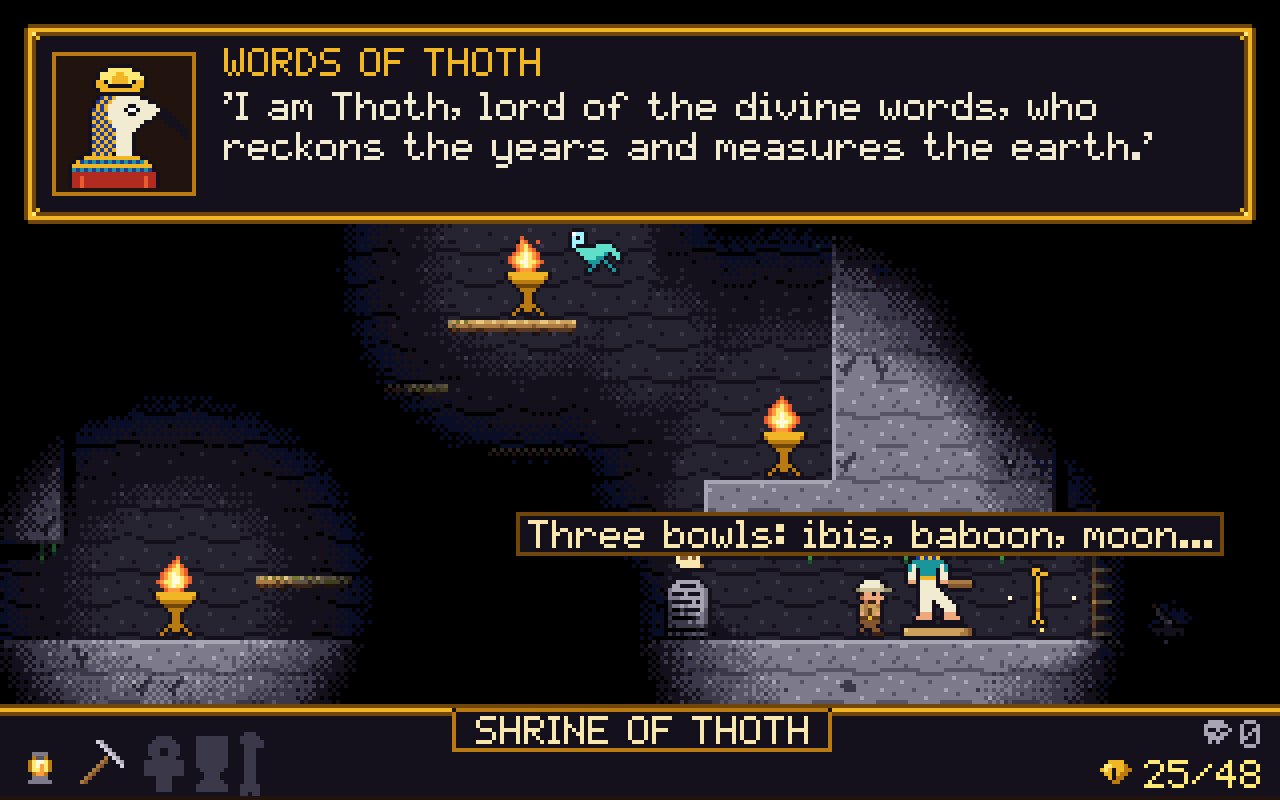 WORDS OF THOTH
'I am Thoth, lord of the divine words, who
reckons the years and measures the earth.'
Three bowls: ibis, baboon, moon...
SHRINE OF THOTH
0
25/48